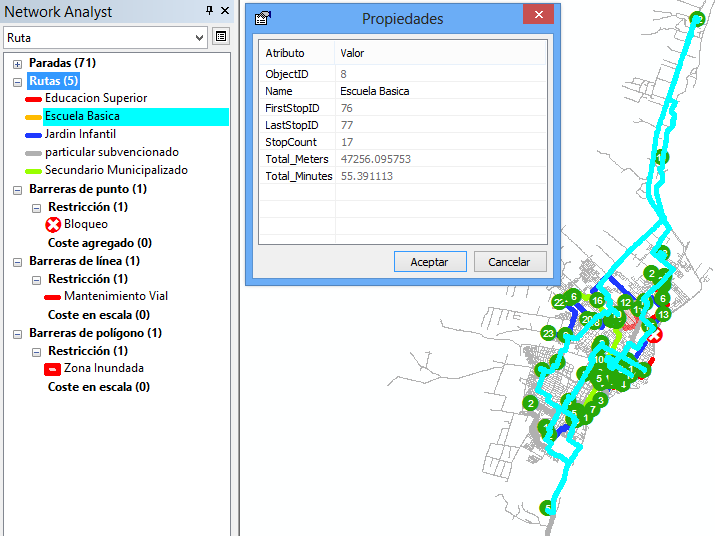 Network Analyst
Ruta
Paradas (71)
Rutas (5)
Educacion Superior
Escuela Basica
Jardin Infantil
particular subvencionado
Secundario Municipalizado
Barreras de punto (1)
Restricción (1)
Bloqueo
Coste agregado (0)
Barreras de línea (1)
Restricción (1)
Mantenimiento Vial
Coste en escala (0)
Barreras de polígono (1)
Restricción (1)
Zona Inundada
Coste en escala (0)
Propiedades
Atributo Valor
ObjectID 8
Name Escuela Basica
FirstStopID 76
LastStopID 77
StopCount 17
Total_Meters 47256.095753
Total_Minutes 55.391113
Aceptar Cancelar
2
2
22
6
16
12
6
13
23
10
5
2
3
7
1